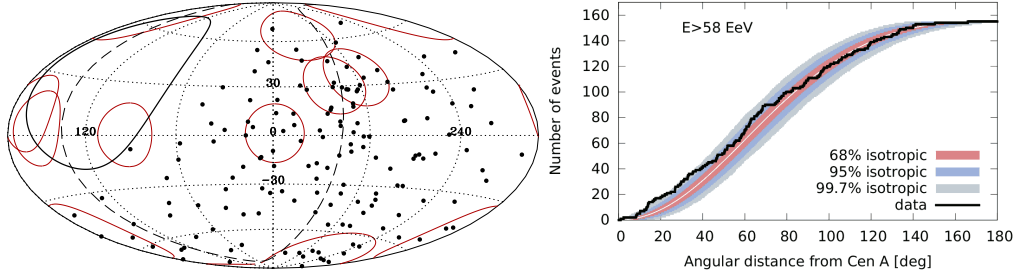 30
120
0
240
−30
160
140
120
100
80
60
40
20
0
Number of events
E>58 EeV
68% isotropic
95% isotropic
99.7% isotropic
data
0 20 40 60 80 100 120 140 160 180
Angular distance from Cen A [deg]